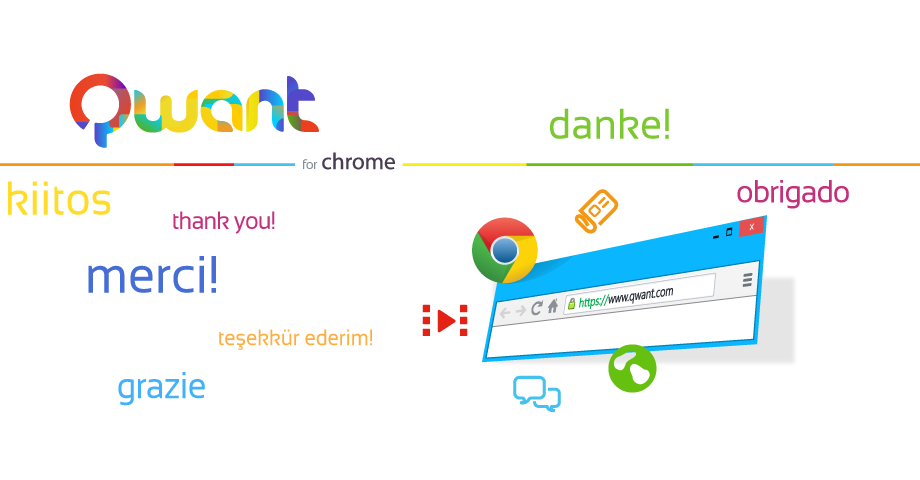 Qwant
danke!
for chrome
kiitos
obrigado
thank you!
merci!
x
https://www.qwant.com
teşekkür ederim!
grazie